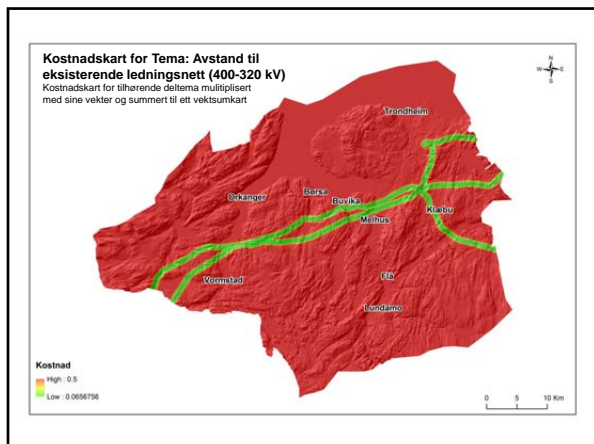 Kostnadskart for Tema: Avstand til
eksisterende ledningsnett (400-320 kV)
Kostnadskart for tilhørende deltema mulitiplisert
med sine vekter og summert til ett vektsumkart
N
W E
S
Trondheim
Børsa
Orkanger
Buvika
Klæbu
Melhus
Vormstad
Flå
Lundamo
Kostnad
High : 0.5
Low : 0.0656756
0 5 10 Km